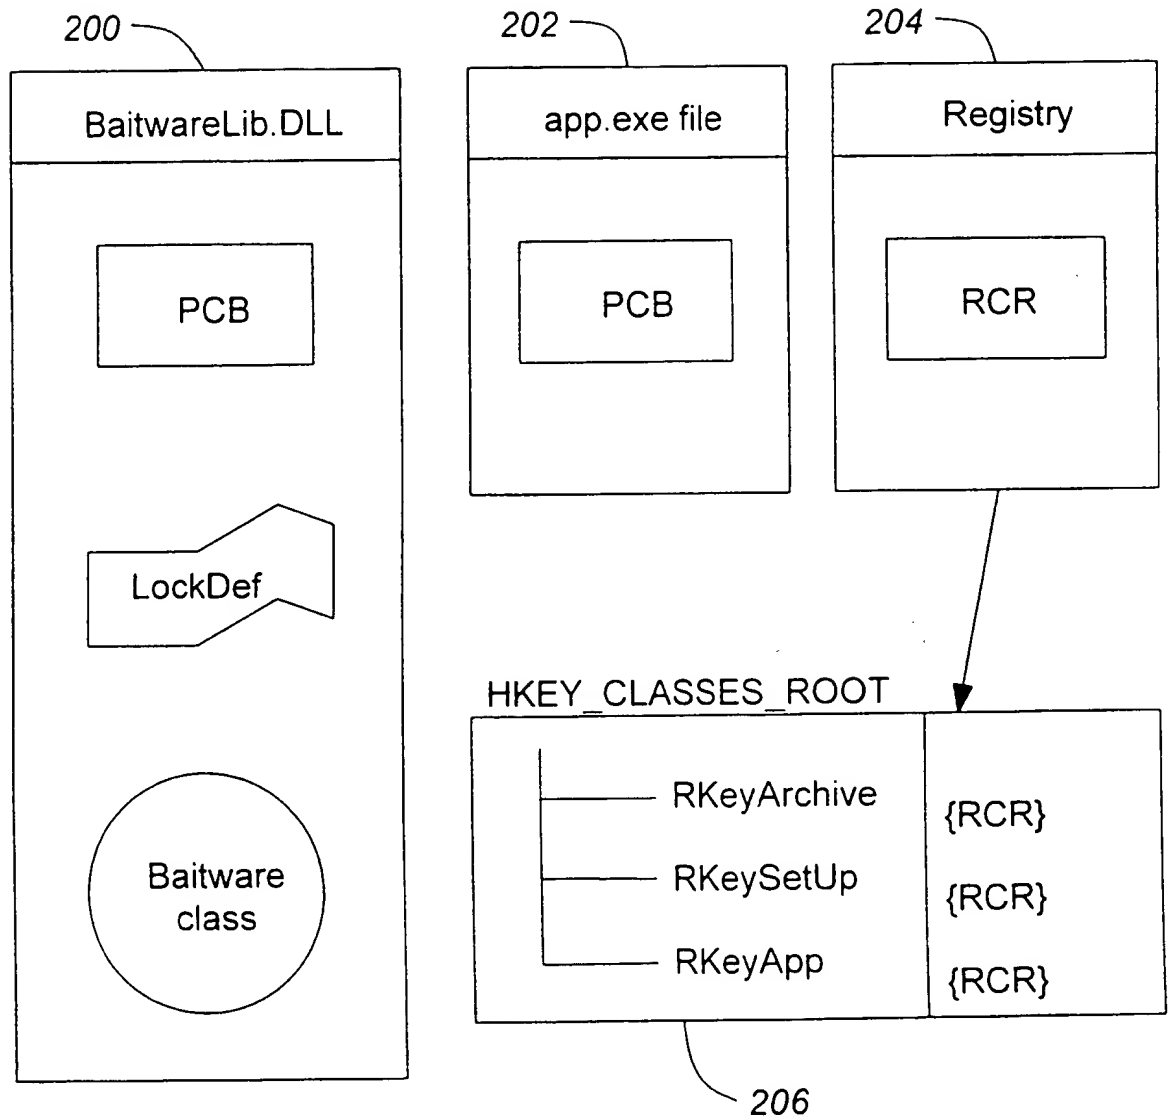 200
202
204
BaitwareLib.DLL
app.exe file
Registry
PCB
PCB
RCR
LockDef
HKEY_CLASSES_ROOT
RKeyArchive
{RCR}
RKeySetUp
{RCR}
RKeyApp
{RCR}
Baitware
class
206